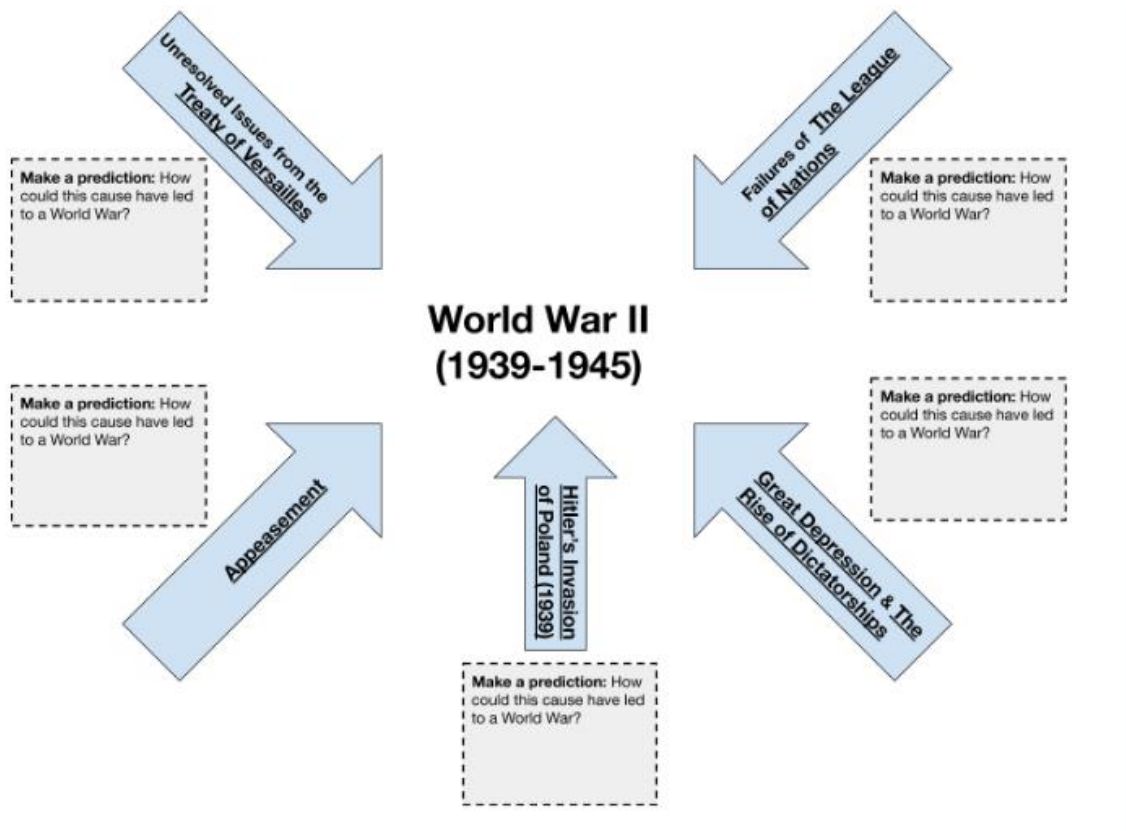 Unresolved Issues from the
Treaty of Versailles
Failures of The League
of Nations
Make a prediction: How
could this cause have led
to a World War?
Make a prediction: How
could this cause have led
to a World War?
World War II
(1939-1945)
Make a prediction: How
could this cause have led
to a World War?
Make a prediction: How
could this cause have led
to a World War?
Appeasement
Hitler's Invasion
of Poland (1939)
Great Depression & The
Rise of Dictatorships
Make a prediction: How
could this cause have led
to a World War?